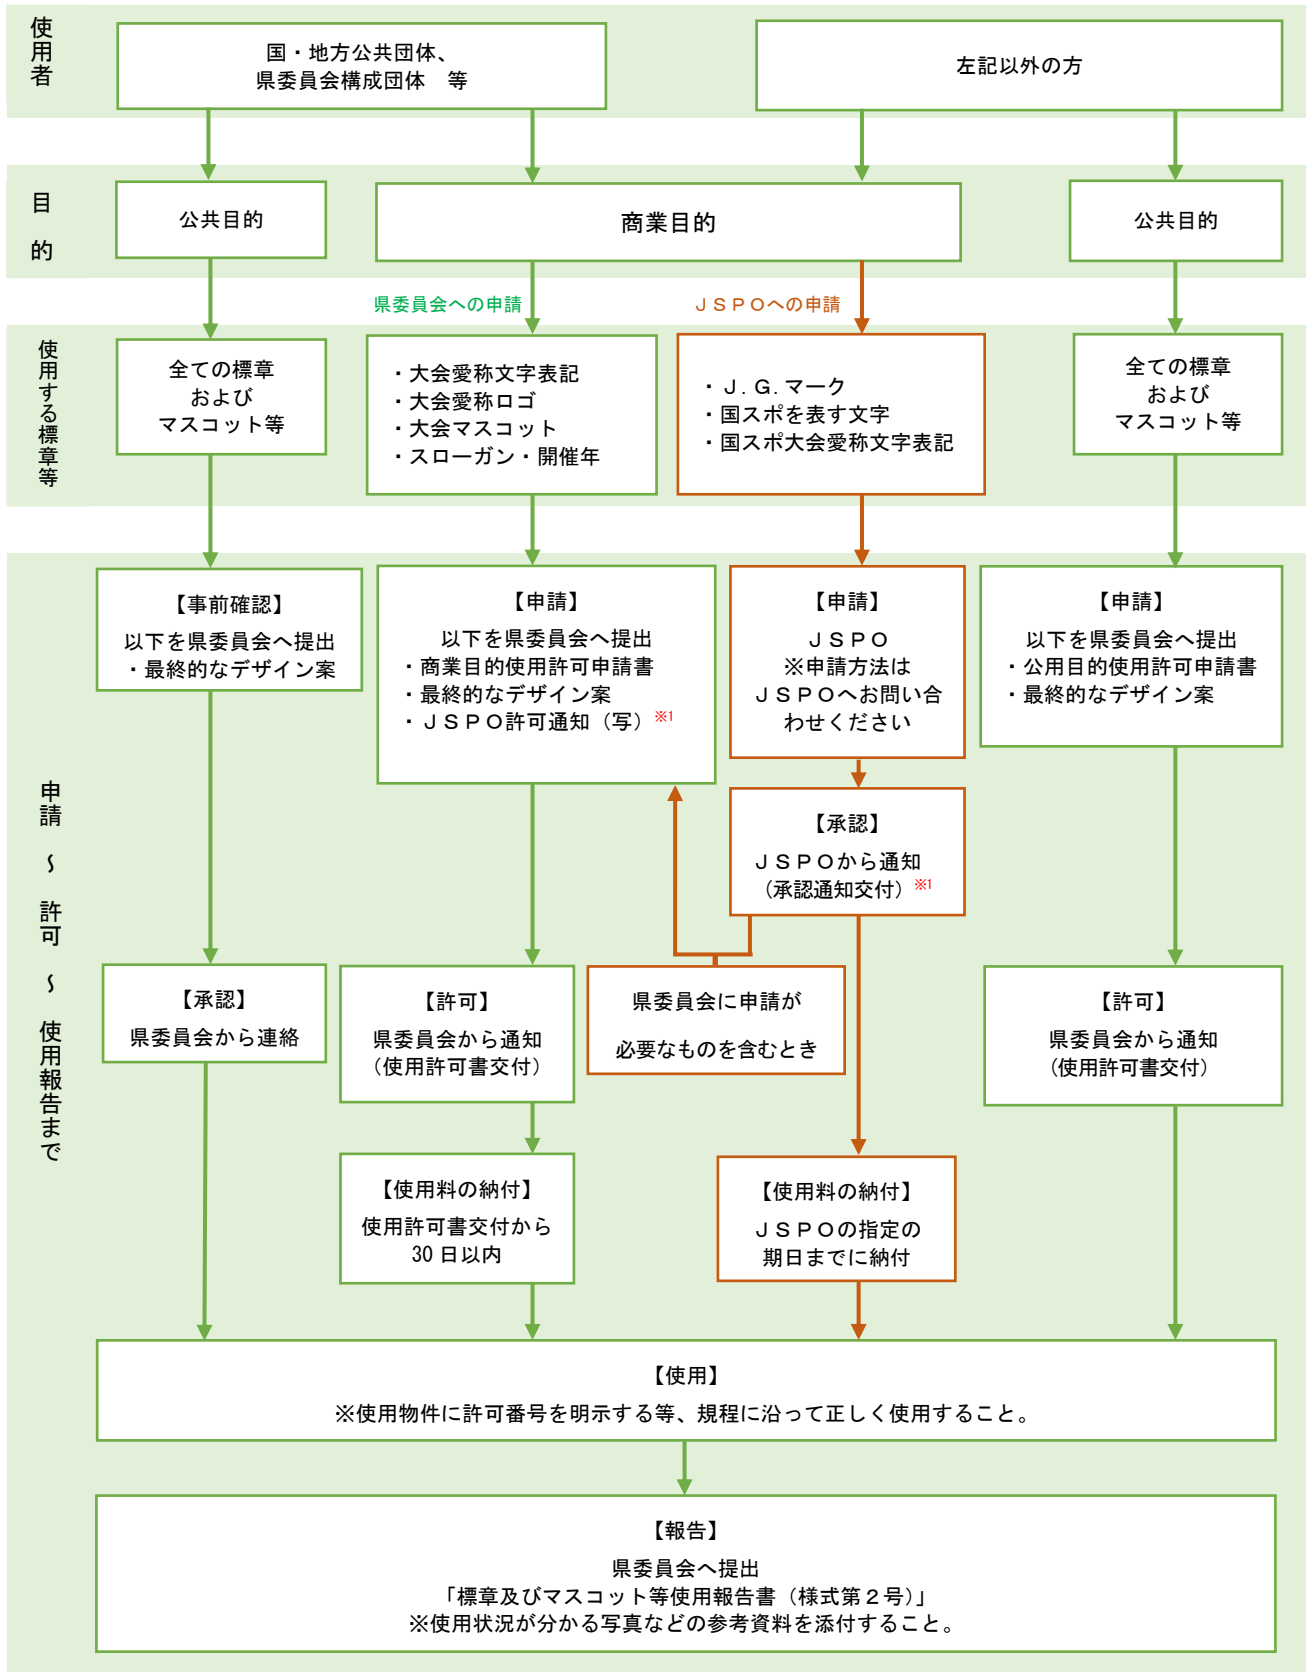 使用者
国・地方公共団体、
県委員会構成団体　等
左記以外の方
目的
公共目的
商業目的
公共目的
県委員会への申請
ＪＳＰＯへの申請
使用する標章等
全ての標章
および
マスコット等
・大会愛称文字表記
・大会愛称ロゴ
・大会マスコット
・スローガン・開催年
・Ｊ.Ｇ.マーク
・国スポを表す文字
・国スポ大会愛称文字表記
全ての標章
および
マスコット等
申請　～　許可　～　使用報告まで
【事前確認】
以下を県委員会へ提出
・最終的なデザイン案
【申請】
以下を県委員会へ提出
・商業目的使用許可申請書
・最終的なデザイン案
・ＪＳＰＯ許可通知（写）※1
【申請】
ＪＳＰＯ
※申請方法は
ＪＳＰＯへお問い合
わせください
【申請】
以下を県委員会へ提出
・公用目的使用許可申請書
・最終的なデザイン案
【承認】
ＪＳＰＯから通知
（承認通知交付）※1
【承認】
県委員会から連絡
【許可】
県委員会から通知
（使用許可書交付）
県委員会に申請が
必要なものを含むとき
【許可】
県委員会から通知
（使用許可書交付）
【使用料の納付】
使用許可書交付から
30日以内
【使用料の納付】
ＪＳＰＯの指定の
期日までに納付
【使用】
※使用物件に許可番号を明示する等、規程に沿って正しく使用すること。
【報告】
県委員会へ提出
「標章及びマスコット等使用報告書（様式第２号）」
※使用状況が分かる写真などの参考資料を添付すること。